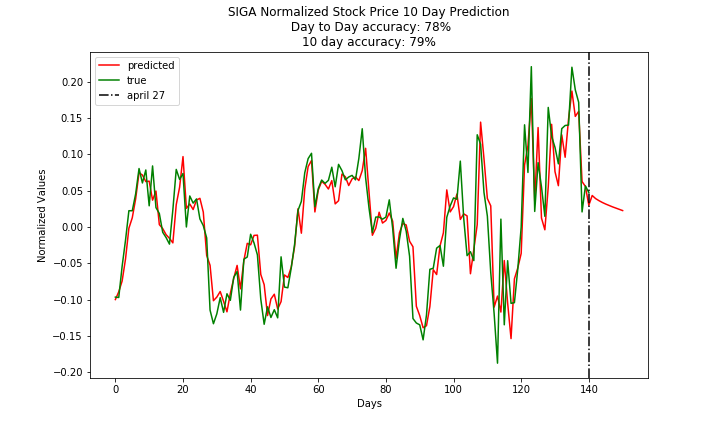 SIGA Normalized Stock Price 10 Day Prediction
Day to Day accuracy: 78%
10 day accuracy: 79%
predicted
true
april 27
Normalized Values
0.20
0.15
0.10
0.05
0.00
−0.05
−0.10
−0.15
−0.20
0 20 40 60 80 100 120 140
Days